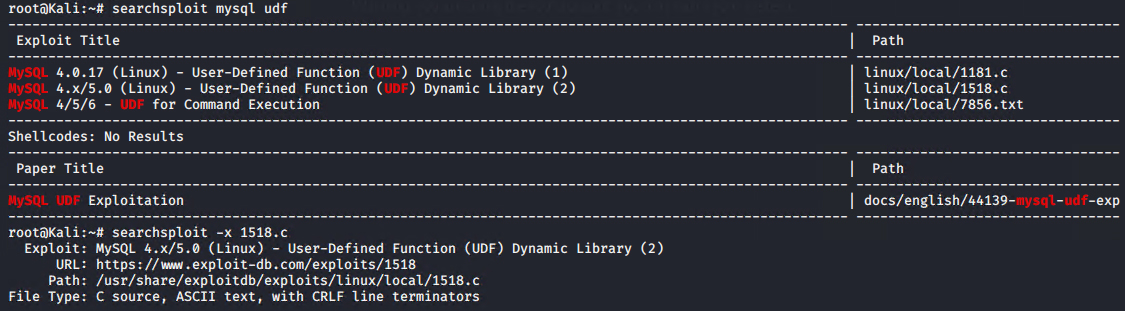 root@Kali:~# searchsploit mysql udf
---------------------------------------------------------------------------------------------------------- ---------------------------------
 Exploit Title | Path
---------------------------------------------------------------------------------------------------------- ---------------------------------
MySQL 4.0.17 (Linux) - User-Defined Function (UDF) Dynamic Library (1) | linux/local/1181.c
MySQL 4.x/5.0 (Linux) - User-Defined Function (UDF) Dynamic Library (2) | linux/local/1518.c
MySQL 4/5/6 - UDF for Command Execution | linux/local/7856.txt
---------------------------------------------------------------------------------------------------------- ---------------------------------
Shellcodes: No Results
---------------------------------------------------------------------------------------------------------- ---------------------------------
 Paper Title | Path
---------------------------------------------------------------------------------------------------------- ---------------------------------
MySQL UDF Exploitation | docs/english/44139-mysql-udf-exp
---------------------------------------------------------------------------------------------------------- ---------------------------------
root@Kali:~# searchsploit -x 1518.c
  Exploit: MySQL 4.x/5.0 (Linux) - User-Defined Function (UDF) Dynamic Library (2)
      URL: https://www.exploit-db.com/exploits/1518
     Path: /usr/share/exploitdb/exploits/linux/local/1518.c
File Type: C source, ASCII text, with CRLF line terminators